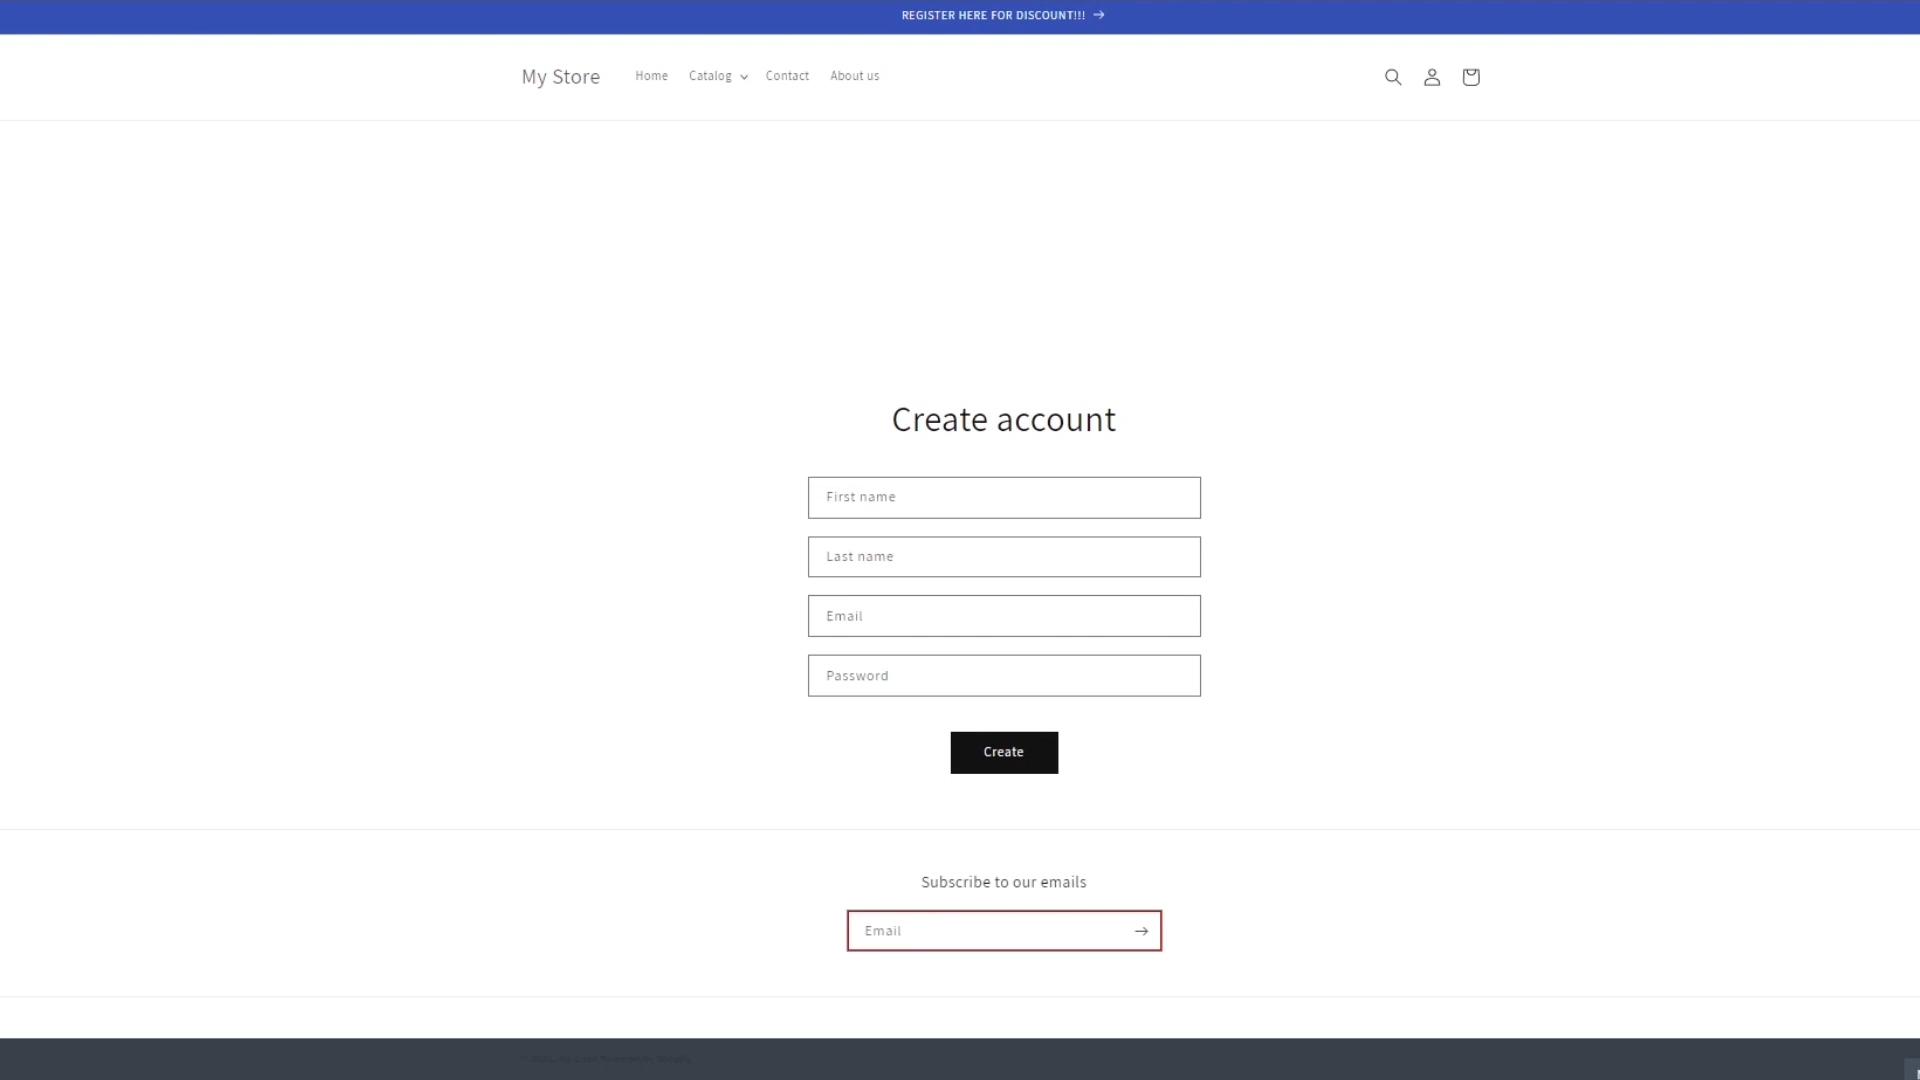 REGISTER HERE FOR DISCOUNT!!!
My Store Home Catalog Contact About us
Create account
First name
Last name
Email
Password
Create
Subscribe to our emails
Email